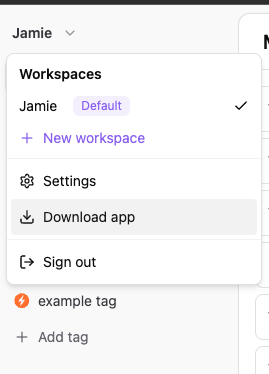 Jamie
Workspaces
Jamie Default
New workspace
Settings
Download app
Sign out
example tag
Add tag